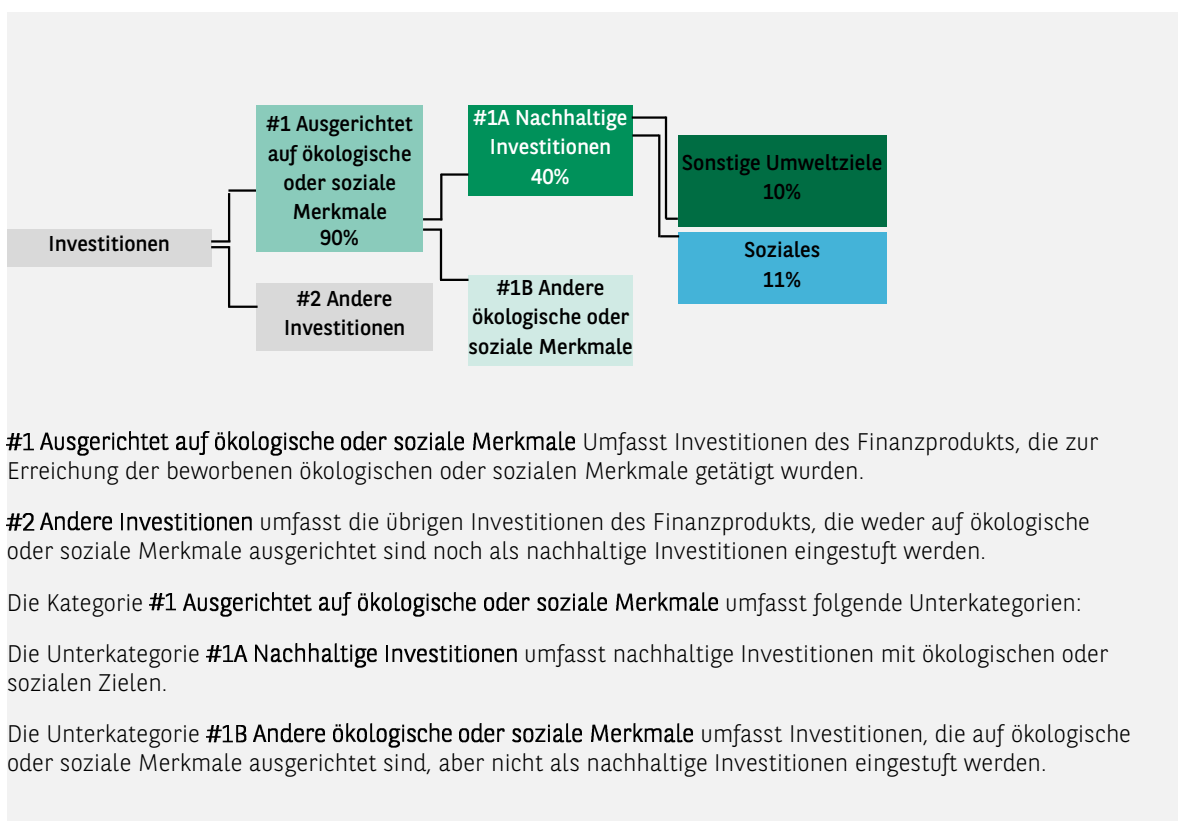 #1 Ausgerichtet
auf ökologische
oder soziale
Merkmale
90%
#1A Nachhaltige
Investitionen
40%
Sonstige Umweltziele
10%
Investitionen
Soziales
11%
#2 Andere
Investitionen
#1B Andere
ökologische oder
soziale Merkmale
#1 Ausgerichtet auf ökologische oder soziale Merkmale Umfasst Investitionen des Finanzprodukts, die zur
Erreichung der beworbenen ökologischen oder sozialen Merkmale getätigt wurden.
#2 Andere Investitionen umfasst die übrigen Investitionen des Finanzprodukts, die weder auf ökologische
oder soziale Merkmale ausgerichtet sind noch als nachhaltige Investitionen eingestuft werden.
Die Kategorie #1 Ausgerichtet auf ökologische oder soziale Merkmale umfasst folgende Unterkategorien:
Die Unterkategorie #1A Nachhaltige Investitionen umfasst nachhaltige Investitionen mit ökologischen oder
sozialen Zielen.
Die Unterkategorie #1B Andere ökologische oder soziale Merkmale umfasst Investitionen, die auf ökologische
oder soziale Merkmale ausgerichtet sind, aber nicht als nachhaltige Investitionen eingestuft werden.